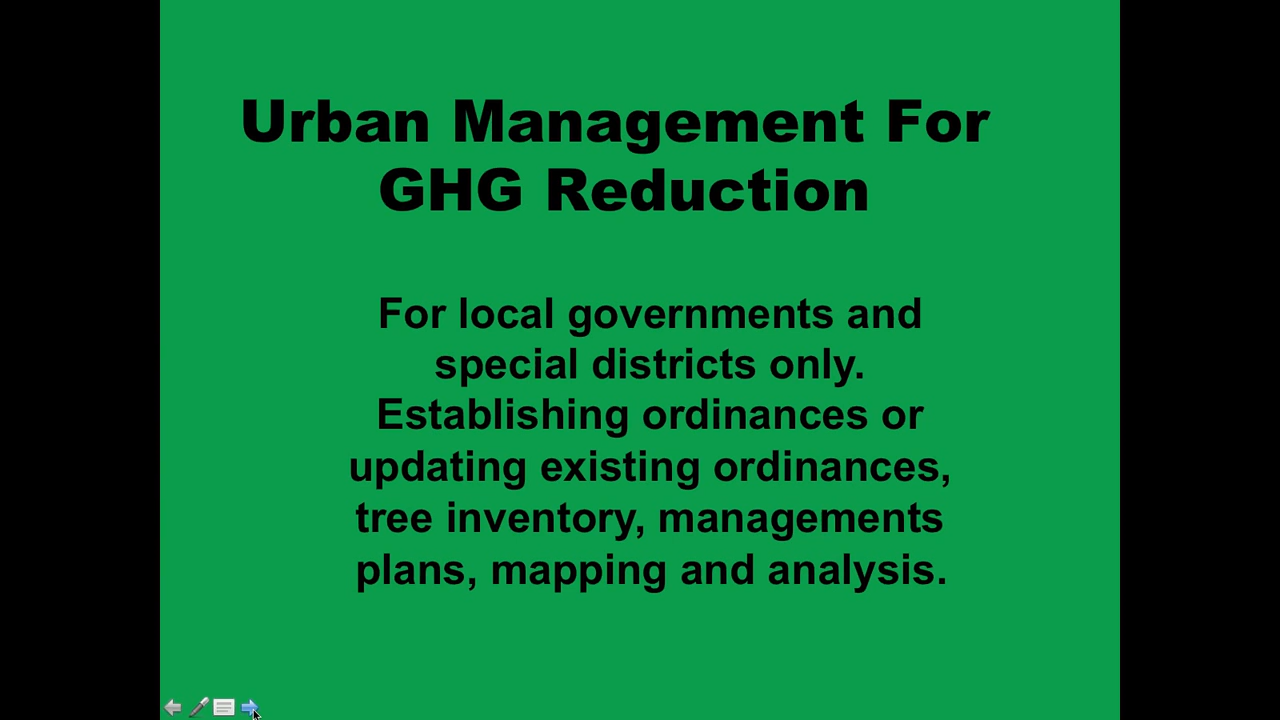 Urban Management For
GHG Reduction
For local governments and
special districts only.
Establishing ordinances or
updating existing ordinances,
tree inventory, managements
plans, mapping and analysis.